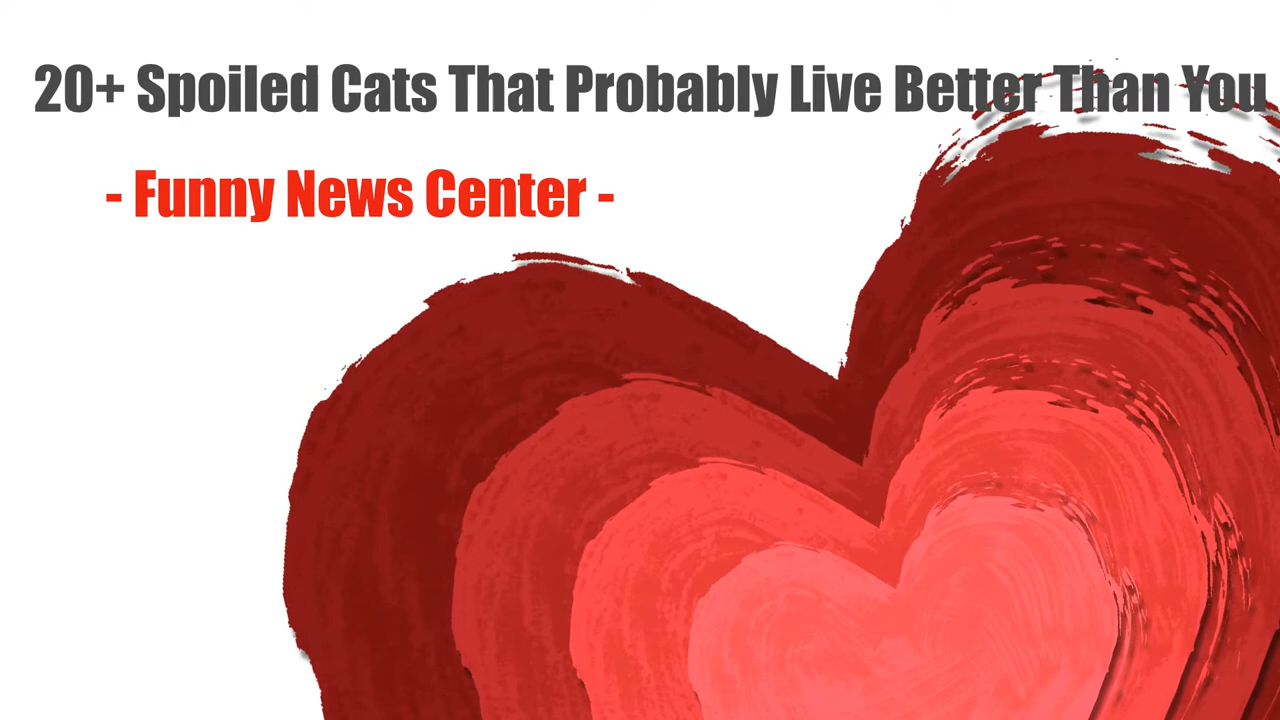 20+ Spoiled Cats That Probably Live Better Than You
- Funny News Center -